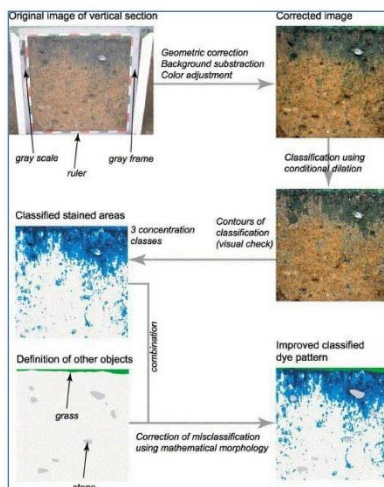 Original image of vertical section
Corrected image
Geometric correction
Background substraction
Color adjustment
gray scale
gray frame
ruler
Classification using
conditional dilation
Classified stained areas
3 concentration
classes
Contours of
classification
(visual check)
combination
Definition of other objects
Improved classified
dye pattern
grass
Correction of misclassification
using mathematical morphology